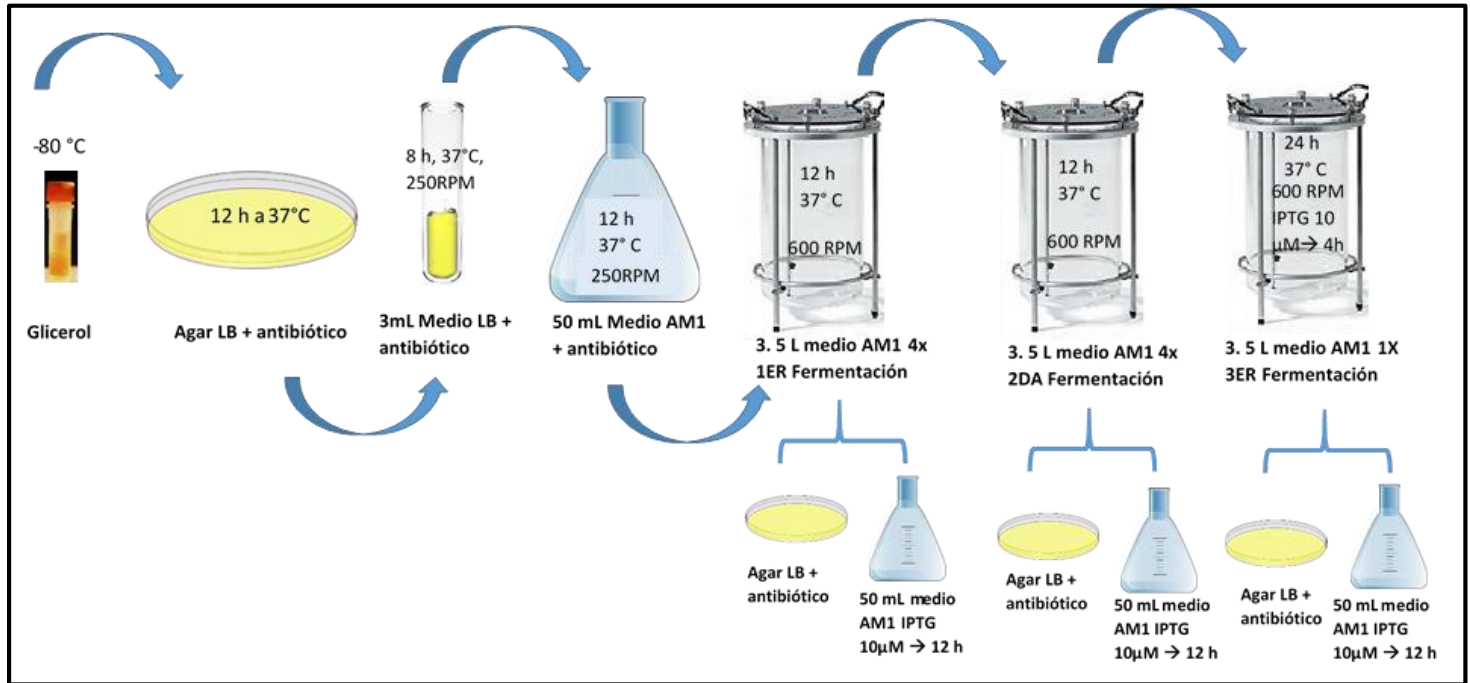 -80 °C
Glicerol
12 h a 37°C
Agar LB + antibiótico
8 h, 37°C,
250RPM
3mL Medio LB +
antibiótico
12 h
37° C
250RPM
50 mL Medio AM1
+ antibiótico
12 h
37° C
600 RPM
3. 5 L medio AM1 4x
1ER Fermentación
12 h
37° C
600 RPM
3. 5 L medio AM1 4x
2DA Fermentación
24 h
37° C
600 RPM
IPTG 10
µM→ 4h
3. 5 L medio AM1 1X
3ER Fermentación
Agar LB +
antibiótico
50 mL medio
AM1 IPTG
10µM → 12 h
Agar LB +
antibiótico
50 mL medio
AM1 IPTG
10µM → 12 h
Agar LB +
antibiótico
50 mL medio
AM1 IPTG
10µM → 12 h